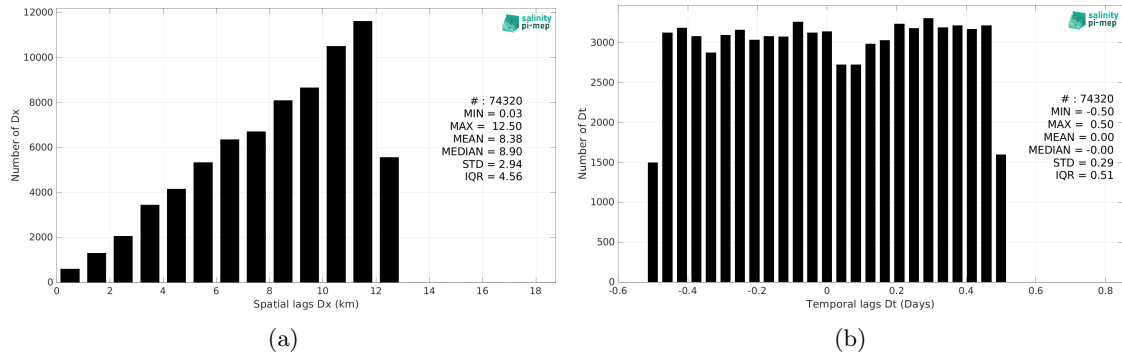 12000
10000
8000
6000
4000
2000
0
Number of Dx
salinity
pi-mep
# : 74320
MIN = 0.03
MAX = 12.50
MEAN = 8.38
MEDIAN = 8.90
STD = 2.94
IQR = 4.56
0 2 4 6 8 10 12 14 16 18
Spatial lags Dx (km)
(a)
3000
2500
2000
1500
1000
500
0
Number of Dt
salinity
pi-mep
# : 74320
MIN = -0.50
MAX = 0.50
MEAN = 0.00
MEDIAN = -0.00
STD = 0.29
IQR = 0.51
-0.6 -0.4 -0.2 0 0.2 0.4 0.6 0.8
Temporal lags Dt (Days)
(b)